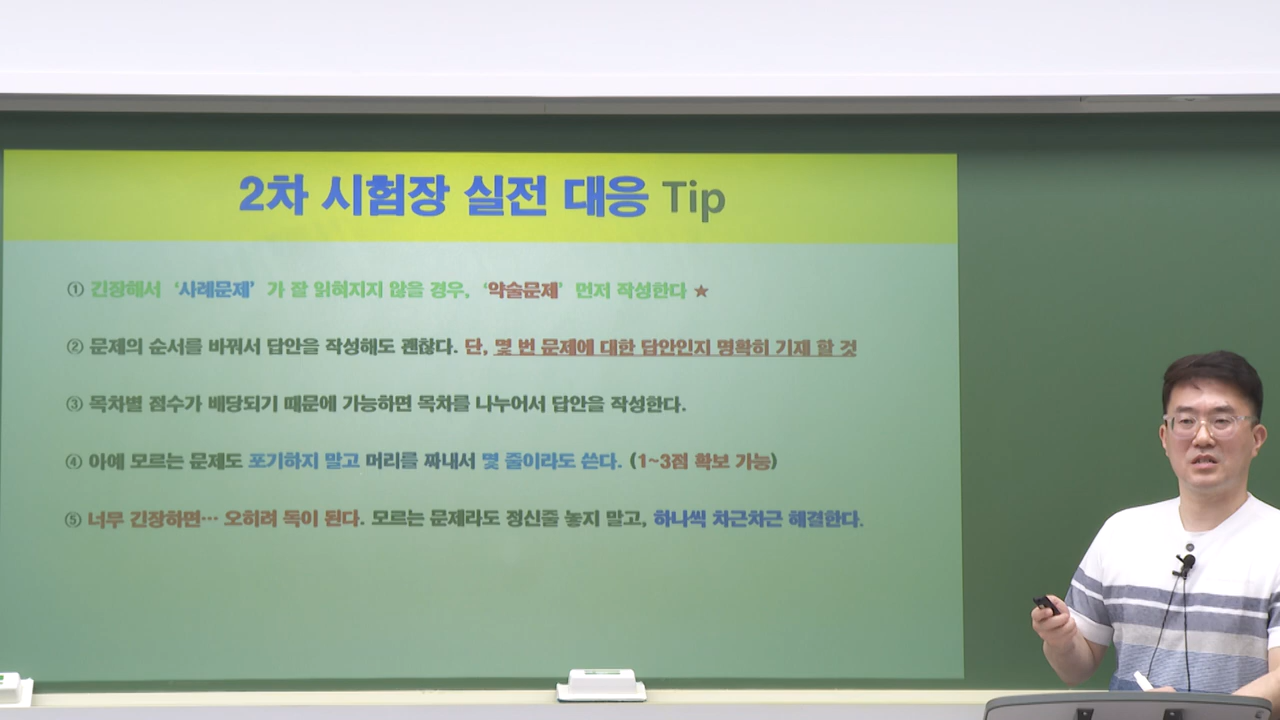 2차 시험장 실전 대응 Tip
① 긴장해서 ‘사례문제’ 가 잘 읽혀지지 않을 경우, ‘약술문제’ 먼저 작성한다 ★
② 문제의 순서를 바꿔서 답안을 작성해도 괜찮다. 단, 몇 번 문제에 대한 답안인지 명확히 기재 할 것
③ 목차별 점수가 배당되기 때문에 가능하면 목차를 나누어서 답안을 작성한다.
④ 아예 모르는 문제도 포기하지 말고 머리를 짜내서 몇 줄이라도 쓴다. (1~3점 확보 가능)
⑤ 너무 긴장하면… 오히려 독이 된다. 모르는 문제라도 정신줄 놓지 말고, 하나씩 차근차근 해결한다.